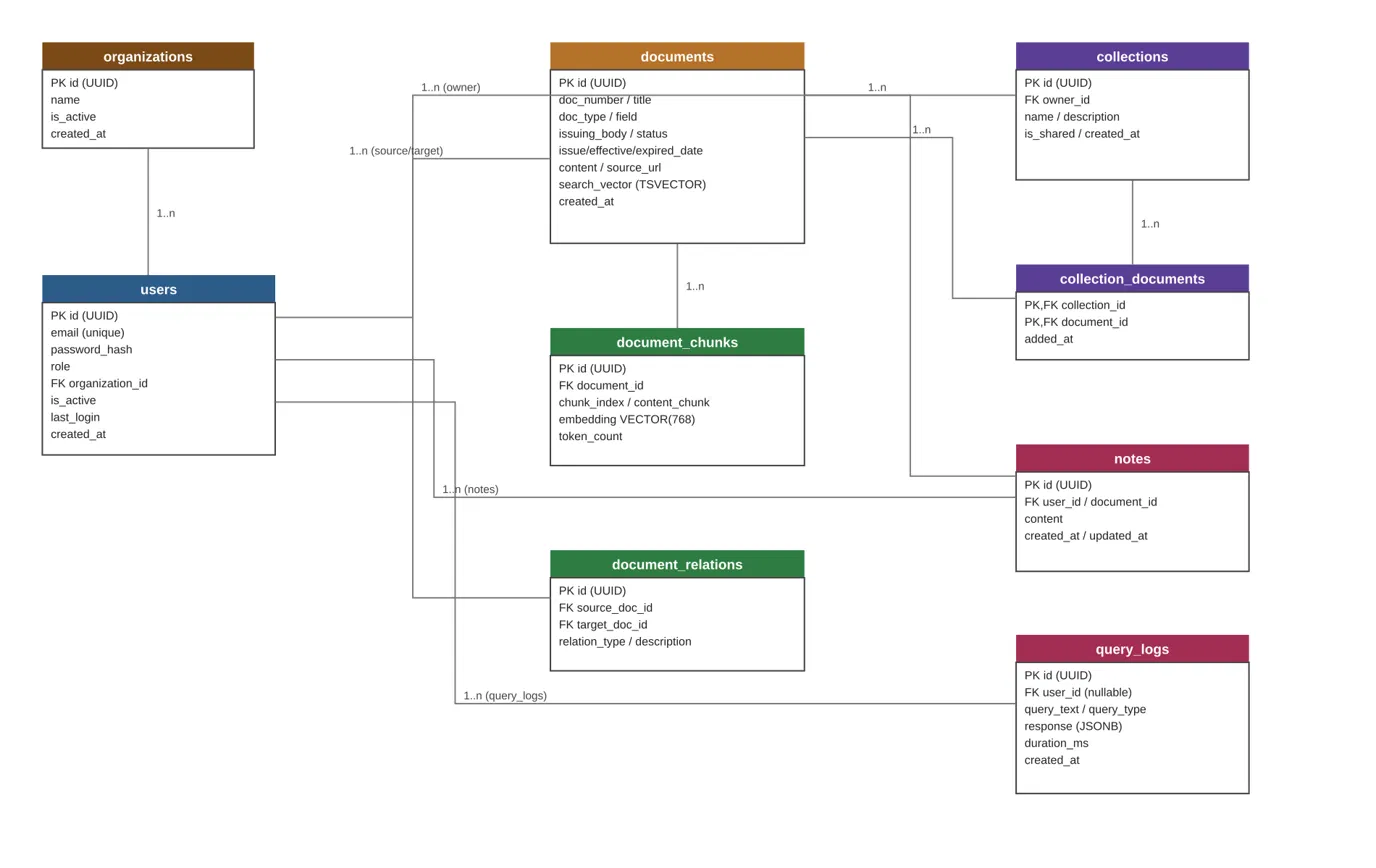 organizations
PK id (UUID)
name
is_active
created_at
1..n
users
PK id (UUID)
email (unique)
password_hash
role
FK organization_id
is_active
last_login
created_at
1..n (owner)
1..n (source/target)
documents
PK id (UUID)
doc_number / title
doc_type / field
issuing_body / status
issue/effective/expired_date
content / source_url
search_vector (TSVECTOR)
created_at
1..n
document_chunks
PK id (UUID)
FK document_id
chunk_index / content_chunk
embedding VECTOR(768)
token_count
1..n (notes)
document_relations
PK id (UUID)
FK source_doc_id
FK target_doc_id
relation_type / description
1..n (query_logs)
1..n
1..n
collections
PK id (UUID)
FK owner_id
name / description
is_shared / created_at
1..n
collection_documents
PK,FK collection_id
PK,FK document_id
added_at
notes
PK id (UUID)
FK user_id / document_id
content
created_at / updated_at
query_logs
PK id (UUID)
FK user_id (nullable)
query_text / query_type
response (JSONB)
duration_ms
created_at